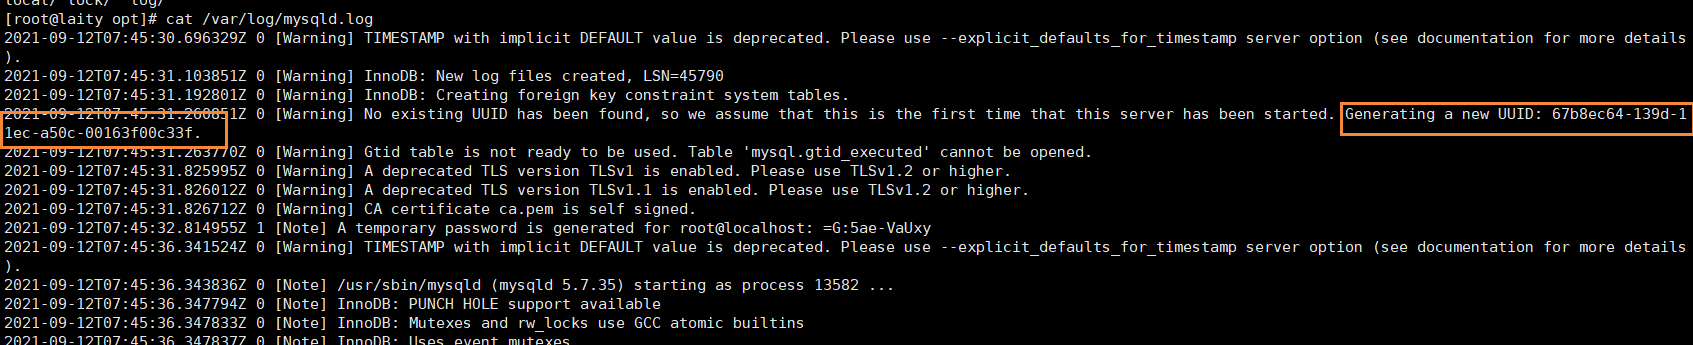 local/ lock/  log/
[root@laity opt]# cat /var/log/mysqld.log
2021-09-12T07:45:30.696329Z 0 [Warning] TIMESTAMP with implicit DEFAULT value is deprecated. Please use --explicit_defaults_for_timestamp server option (see documentation for more details
).
2021-09-12T07:45:31.103851Z 0 [Warning] InnoDB: New log files created, LSN=45790
2021-09-12T07:45:31.192801Z 0 [Warning] InnoDB: Creating foreign key constraint system tables.
2021-09-12T07:45:31.260851Z 0 [Warning] No existing UUID has been found, so we assume that this is the first time that this server has been started. Generating a new UUID: 67b8ec64-139d-1
1ec-a50c-00163f00c33f.
2021-09-12T07:45:31.263770Z 0 [Warning] Gtid table is not ready to be used. Table 'mysql.gtid_executed' cannot be opened.
2021-09-12T07:45:31.825995Z 0 [Warning] A deprecated TLS version TLSv1 is enabled. Please use TLSv1.2 or higher.
2021-09-12T07:45:31.826012Z 0 [Warning] A deprecated TLS version TLSv1.1 is enabled. Please use TLSv1.2 or higher.
2021-09-12T07:45:31.826712Z 0 [Warning] CA certificate ca.pem is self signed.
2021-09-12T07:45:32.814955Z 1 [Note] A temporary password is generated for root@localhost: =G:5ae-VaUxy
2021-09-12T07:45:36.341524Z 0 [Warning] TIMESTAMP with implicit DEFAULT value is deprecated. Please use --explicit_defaults_for_timestamp server option (see documentation for more details
).
2021-09-12T07:45:36.343836Z 0 [Note] /usr/sbin/mysqld (mysqld 5.7.35) starting as process 13582 ...
2021-09-12T07:45:36.347794Z 0 [Note] InnoDB: PUNCH HOLE support available
2021-09-12T07:45:36.347833Z 0 [Note] InnoDB: Mutexes and rw_locks use GCC atomic builtins
2021-09-12T07:45:36.347837Z 0 [Note] InnoDB: Uses event mutexes